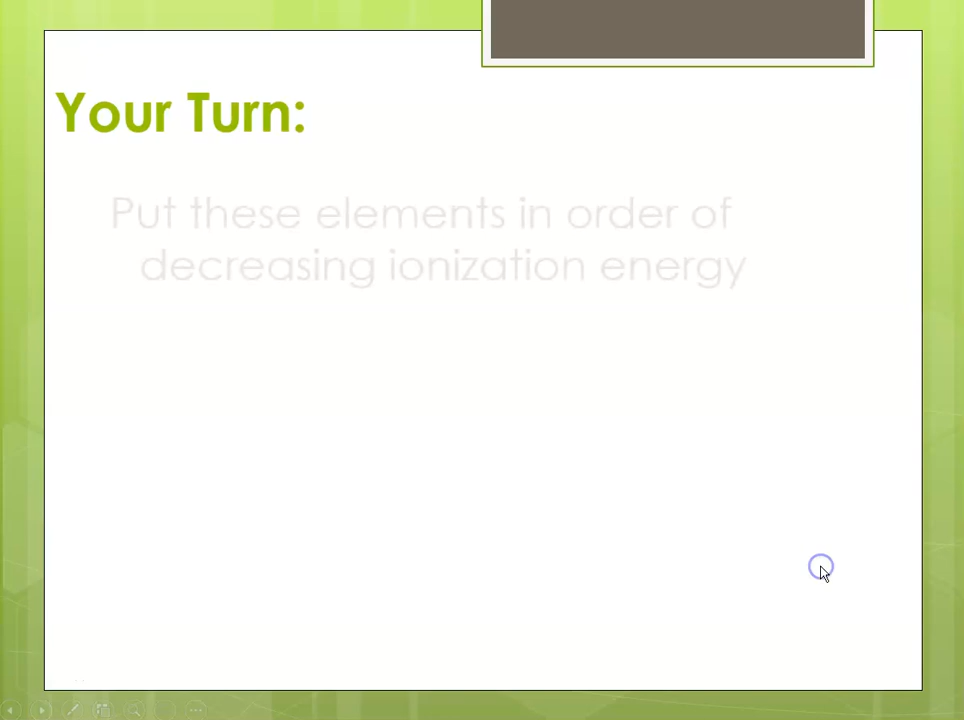 Your Turn:
Put these elements in order of
decreasing ionization energy